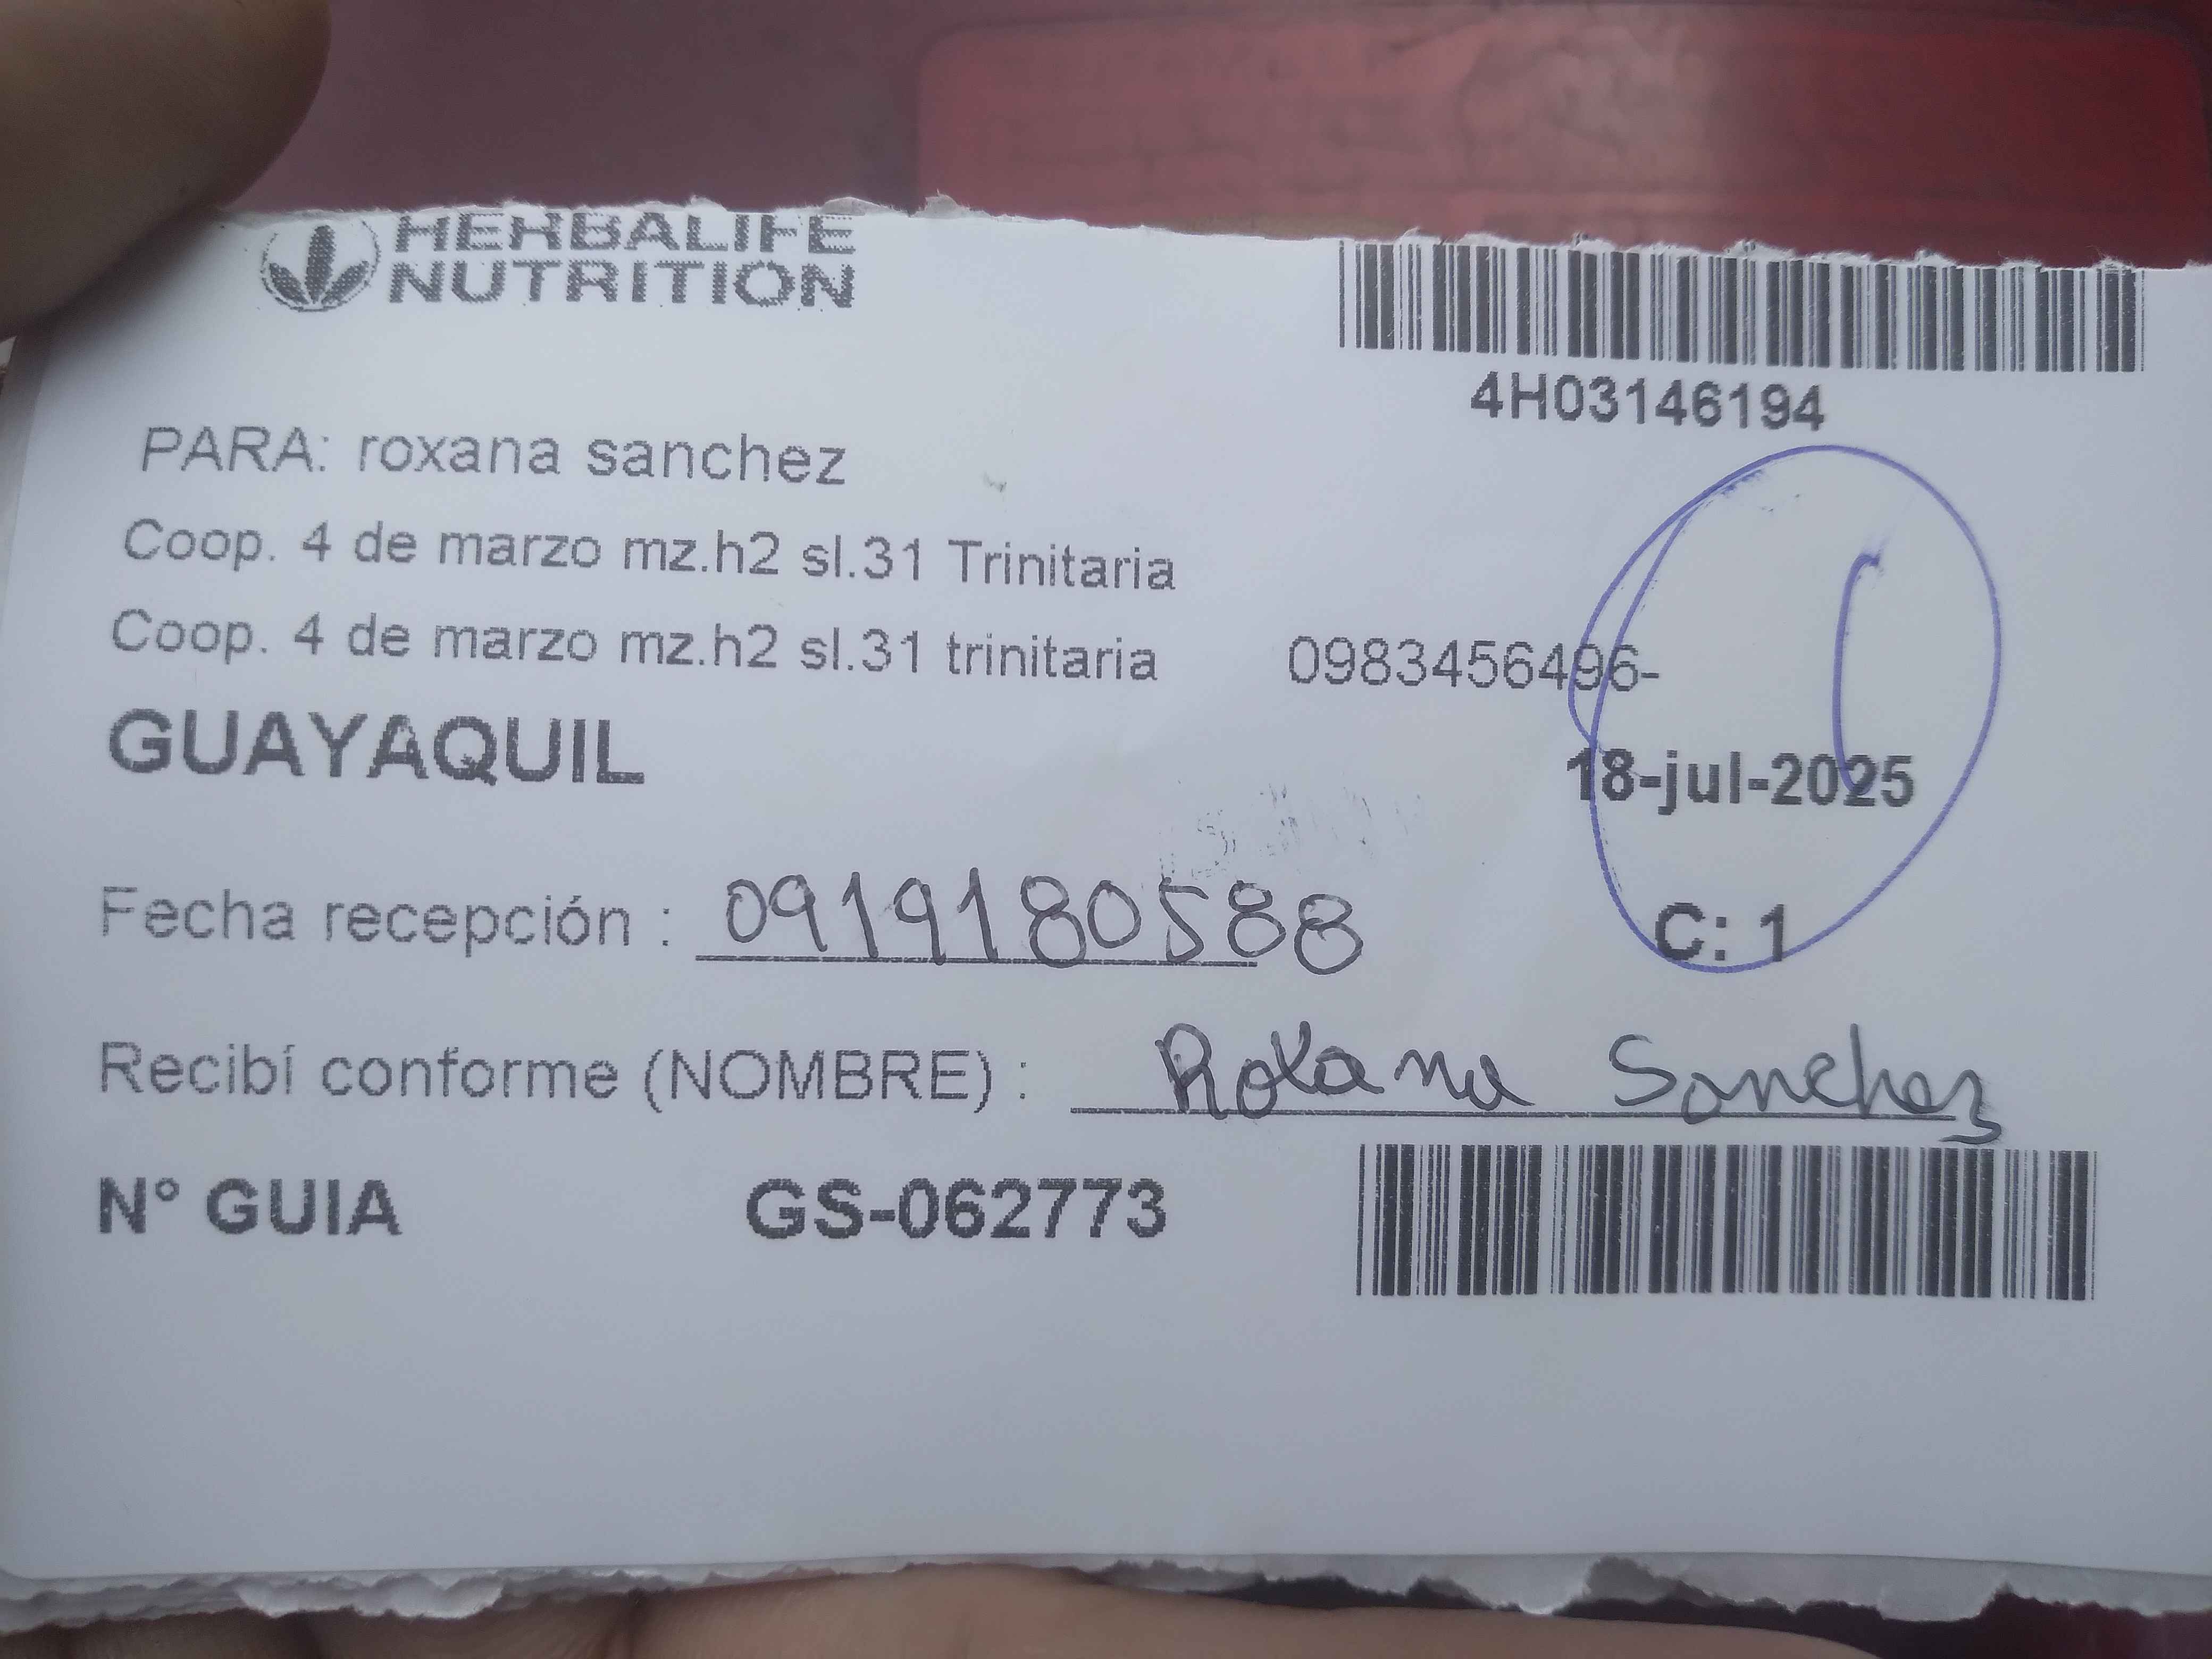 HERBALIFE
NUTRITION
4H03146194
PARA: roxana sanchez
Coop. 4 de marzo mz.h2 sl.31 Trinitaria
Coop. 4 de marzo mz.h2 sl.31 trinitaria 0983456496-
GUAYAQUIL
18-jul-2025
Fecha recepción : 0919180588
C: 1
Recibí conforme (NOMBRE) : Roxana Sanchez
N° GUIA GS-062773